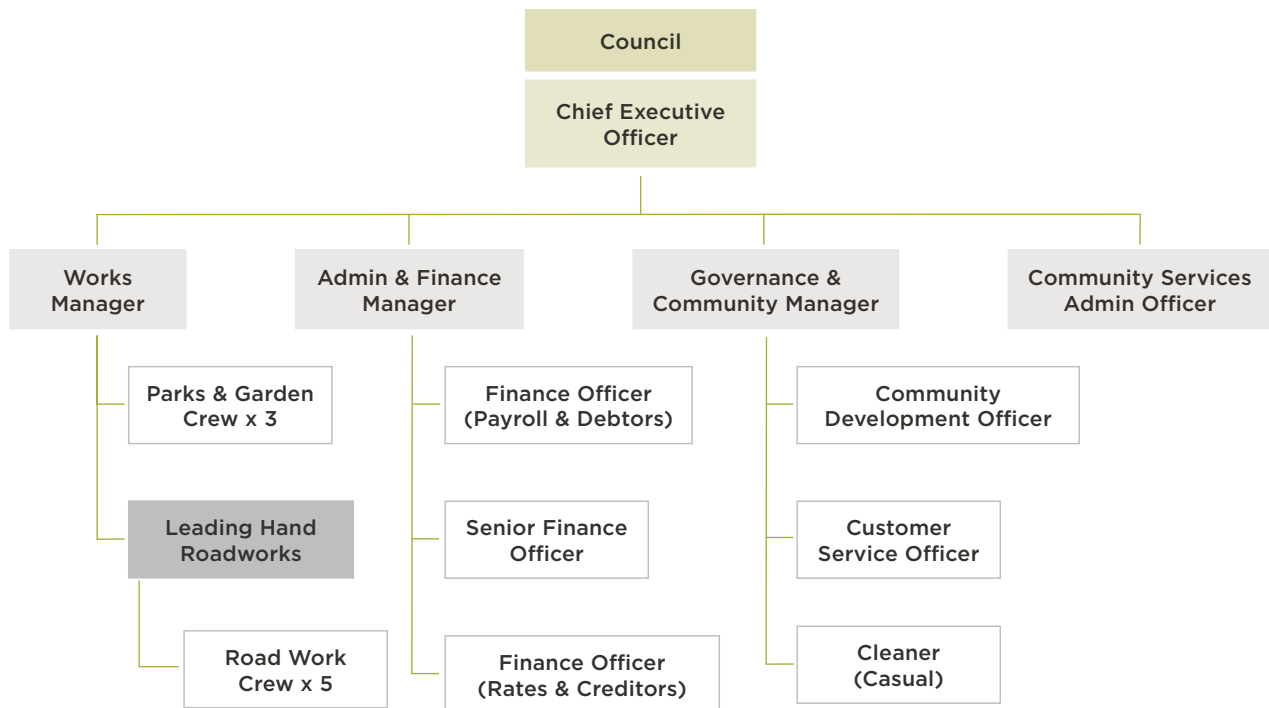 Council
Chief Executive
Officer
Works
Manager
Admin & Finance
Manager
Governance &
Community Manager
Community Services
Admin Officer
Parks & Garden
Crew x 3
Finance Officer
(Payroll & Debtors)
Community
Development Officer
Leading Hand
Roadworks
Senior Finance
Officer
Customer
Service Officer
Road Work
Crew x 5
Finance Officer
(Rates & Creditors)
Cleaner
(Casual)